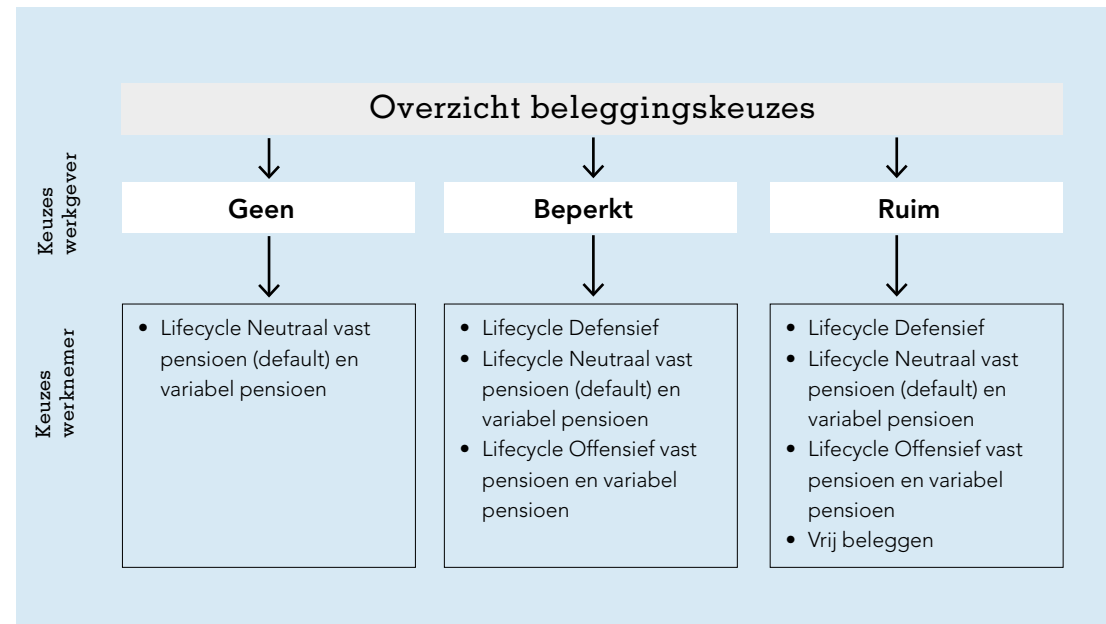 Overzicht beleggingskeuzes
Keuzes
werkgever
Geen
Beperkt
Ruim
Keuzes
werknemer
• Lifecycle Neutraal vast
pensioen (default) en
variabel pensioen
• Lifecycle Defensief
• Lifecycle Neutraal vast
pensioen (default) en
variabel pensioen
• Lifecycle Offensief vast
pensioen en variabel
pensioen
• Lifecycle Defensief
• Lifecycle Neutraal vast
pensioen (default) en
variabel pensioen
• Lifecycle Offensief vast
pensioen en variabel
pensioen
• Vrij beleggen